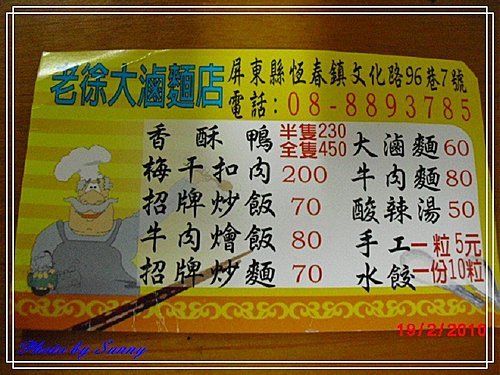 老徐大滷麵店
屏東縣恆春鎮文化路96巷7號
電話：08-8893785
香酥鴨 半隻230 全隻450
梅干扣肉 200
招牌炒飯 70
牛肉燴飯 80
招牌炒麵 70
大滷麵 60
牛肉麵 80
酸辣湯 50
手工水餃 一粒5元 一份10粒
19/2/2010
Photo by Sunny